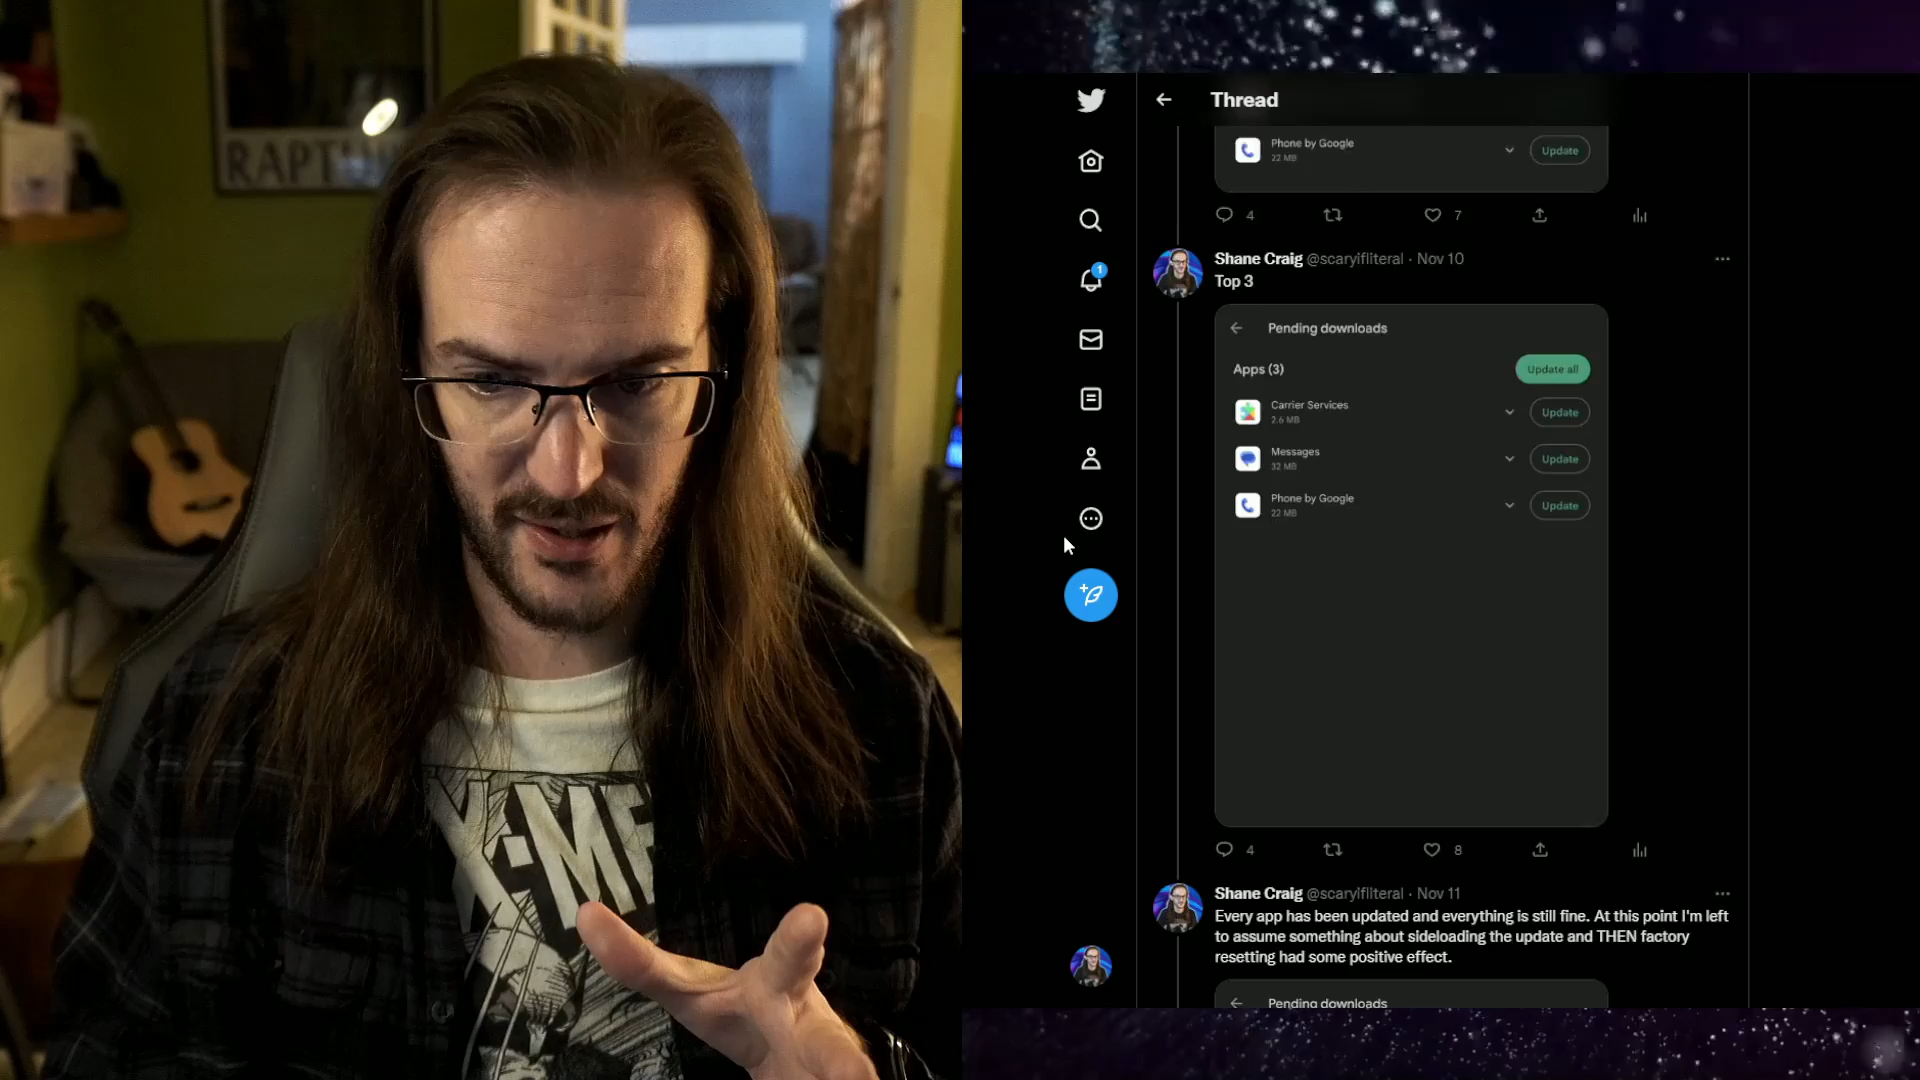 RAPT
X-ME
Thread
Phone by Google
22 MB
Update
4
7
Shane Craig @scaryifliteral · Nov 10
Top 3
Pending downloads
Apps (3)
Update all
Carrier Services
2.6 MB
Update
Messages
32 MB
Update
Phone by Google
22 MB
Update
4
8
Shane Craig @scaryifliteral · Nov 11
Every app has been updated and everything is still fine. At this point I'm left
to assume something about sideloading the update and THEN factory
resetting had some positive effect.
Pending downloads
1